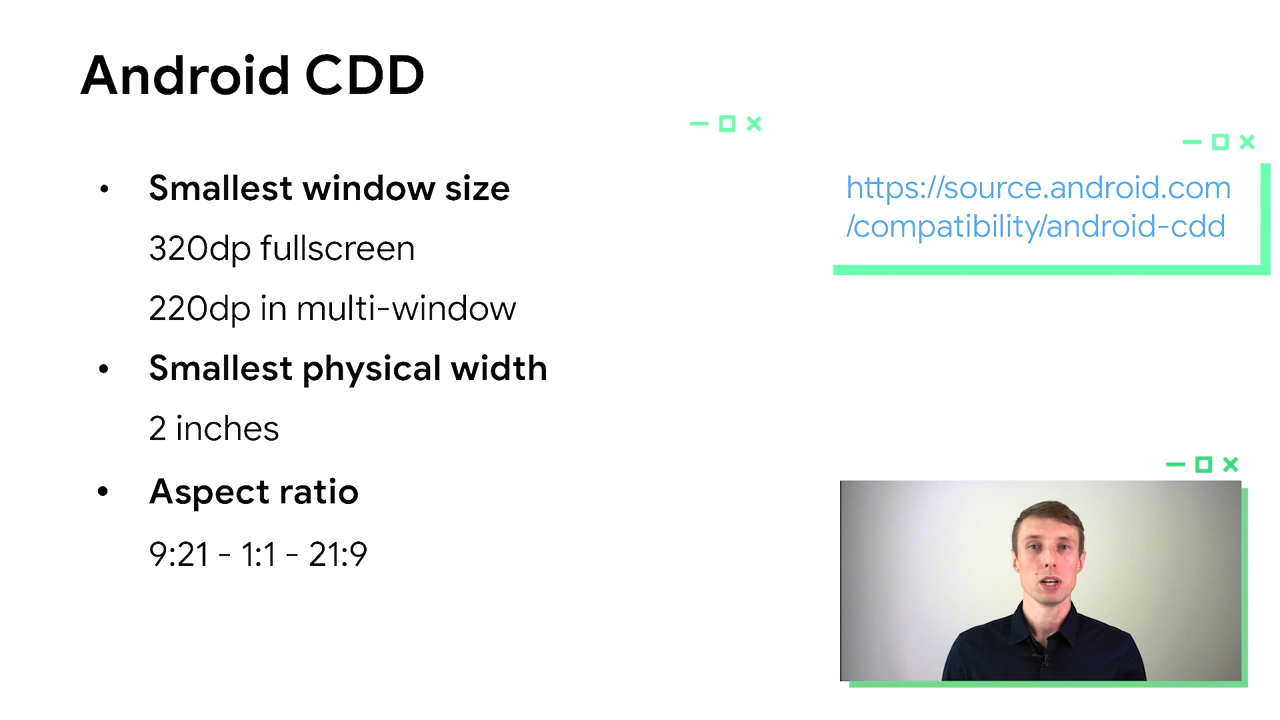 Android CDD
• Smallest window size
320dp fullscreen
220dp in multi-window
• Smallest physical width
2 inches
• Aspect ratio
9:21 - 1:1 - 21:9
https://source.android.com
/compatibility/android-cdd